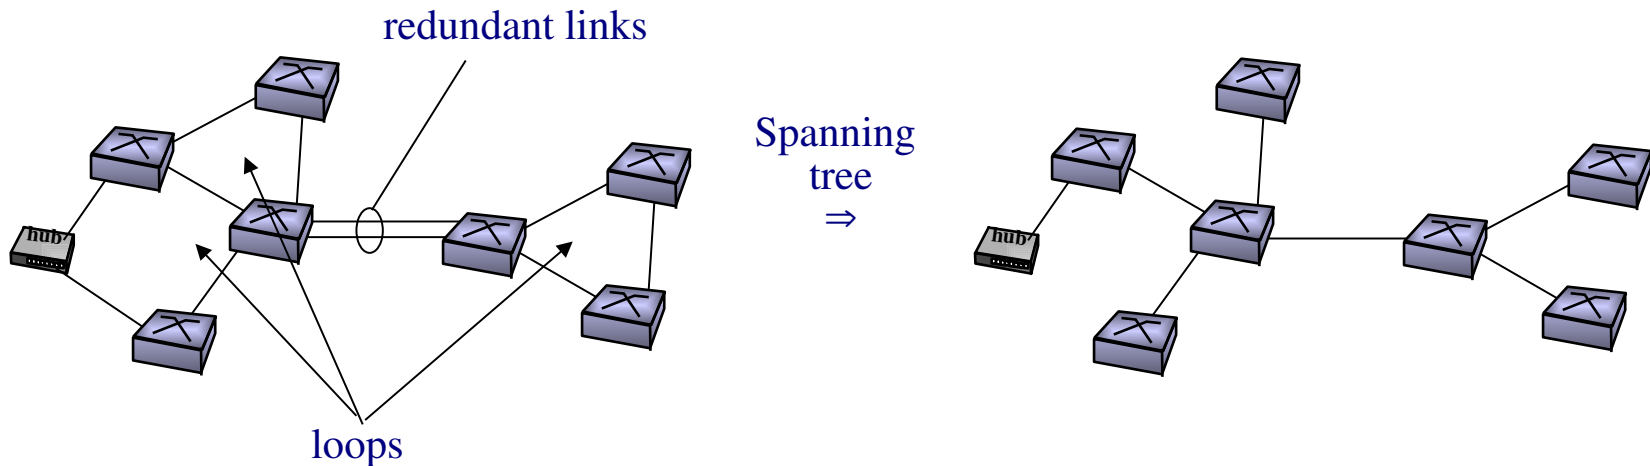 redundant links
hub
loops
Spanning
tree
⇒
hub